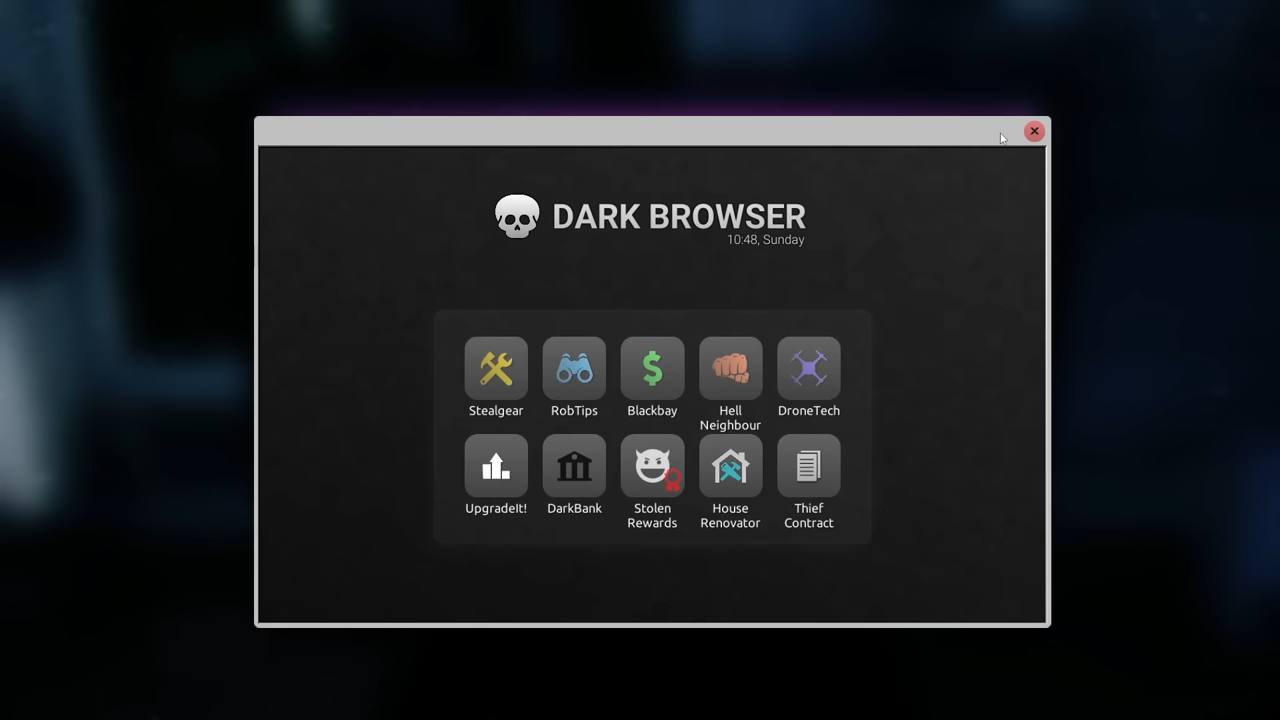 DARK BROWSER
10:48, Sunday
Stealgear
RobTips
Blackbay
Hell
Neighbour
DroneTech
UpgradeIt!
DarkBank
Stolen
Rewards
House
Renovator
Thief
Contract